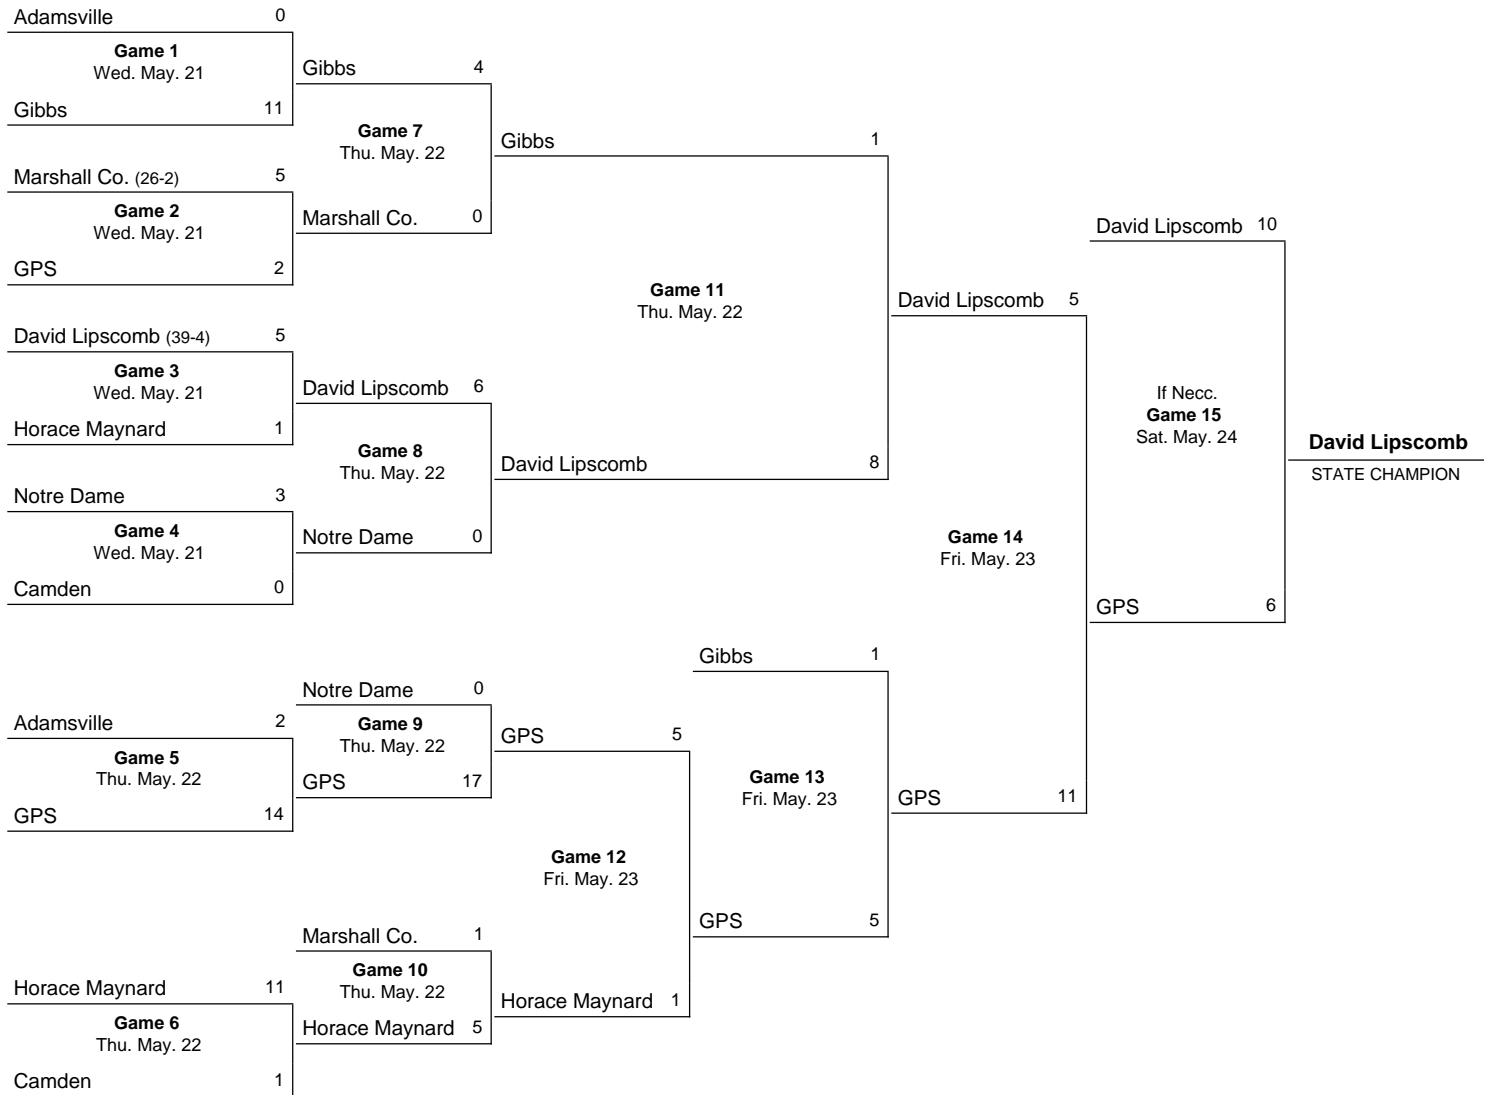 Adamsville 0
Game 1
Wed. May. 21
Gibbs 11
Marshall Co. (26-2) 5
Game 2
Wed. May. 21
GPS 2
David Lipscomb (39-4) 5
Game 3
Wed. May. 21
Horace Maynard 1
Notre Dame 3
Game 4
Wed. May. 21
Camden 0
Adamsville 2
Game 5
Thu. May. 22
GPS 14
Horace Maynard 11
Game 6
Thu. May. 22
Camden 1
Gibbs 4
Game 7
Thu. May. 22
Marshall Co. 0
David Lipscomb 6
Game 8
Thu. May. 22
Notre Dame 0
Notre Dame 0
Game 9
Thu. May. 22
GPS 17
Marshall Co. 1
Game 10
Thu. May. 22
Horace Maynard 5
Gibbs 1
Game 11
Thu. May. 22
David Lipscomb 8
GPS 5
Game 12
Fri. May. 23
Horace Maynard 1
Gibbs 1
Game 13
Fri. May. 23
GPS 5
David Lipscomb 5
Game 14
Fri. May. 23
GPS 11
David Lipscomb 10
If Necc.
Game 15
Sat. May. 24
GPS 6
David Lipscomb
STATE CHAMPION